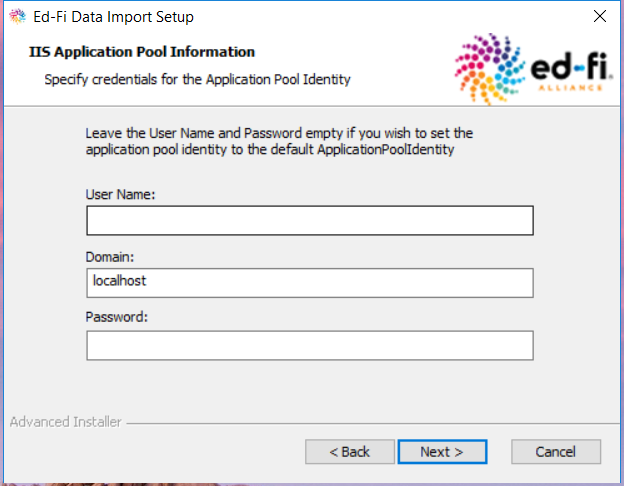 Ed-Fi Data Import Setup
IIS Application Pool Information
Specify credentials for the Application Pool Identity
ed-fi.
ALLIANCE
Leave the User Name and Password empty if you wish to set the
application pool identity to the default ApplicationPoolIdentity
User Name:
Domain:
localhost
Password:
Advanced Installer
< Back
Next >
Cancel